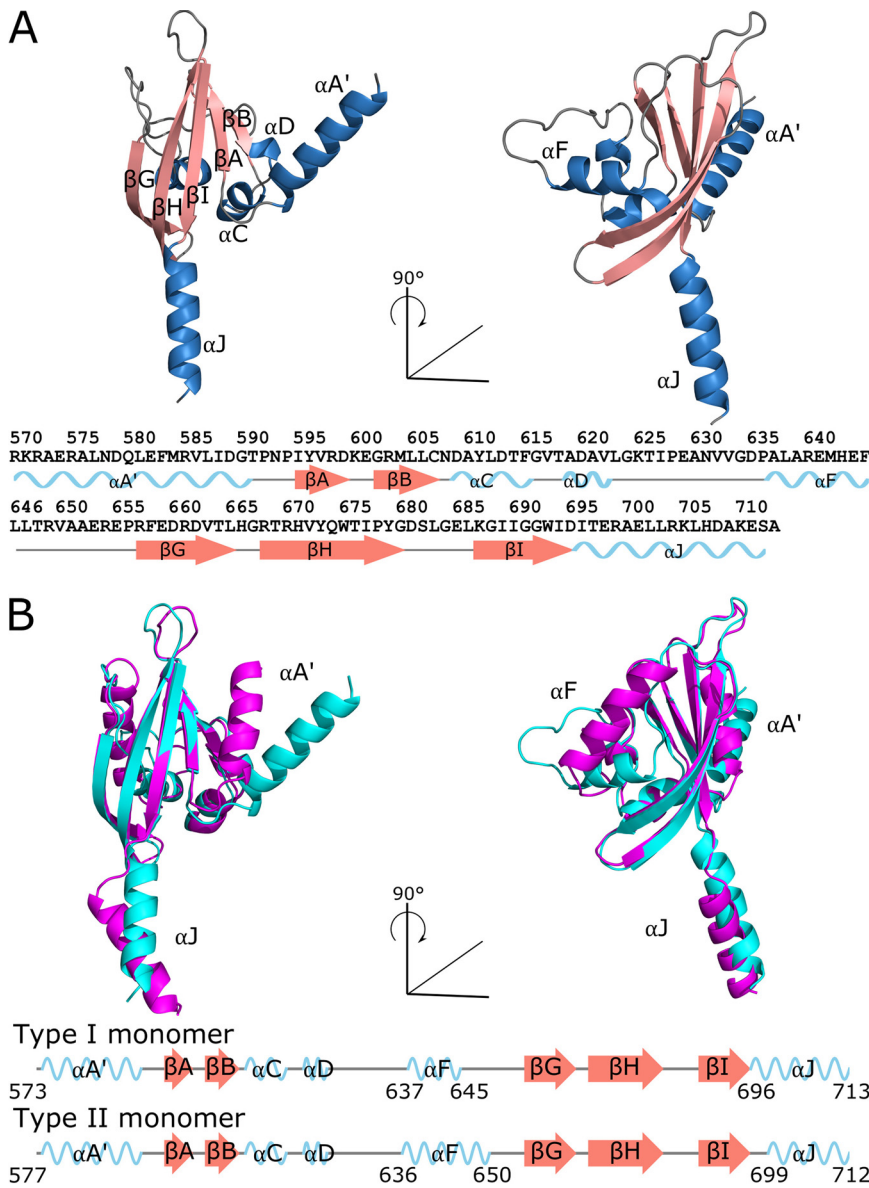 A
αA'
βB
αD
βA
βG
βI
βH
αC
αJ
90°
αF
αA'
αJ
570 575 580 585 590 595 600 605 610 615 620 625 630 635 640
RKRAERALNDQLEFMRVLIDGTPNPIYVRDKEGRMLLCNDAYLDTFGVTADAVLGKTIPEANVVGDPALAREMHEF
αA' βA βB αC αD αF
646 650 655 660 665 670 675 680 685 690 695 700 705 710
LLTRVAAEREPRFEDRDVTLHGRTRHVYQWTIPYGDSLGELKGIIGGWIDITERAELLRKLHDAKESA
βG βH βI αJ
B
αA'
αJ
90°
αF
αA'
αJ
Type I monomer
αA' βA βB αC αD αF βG βH βI αJ
573 637 645 696 713
Type II monomer
αA' βA βB αC αD αF βG βH βI αJ
577 636 650 699 712